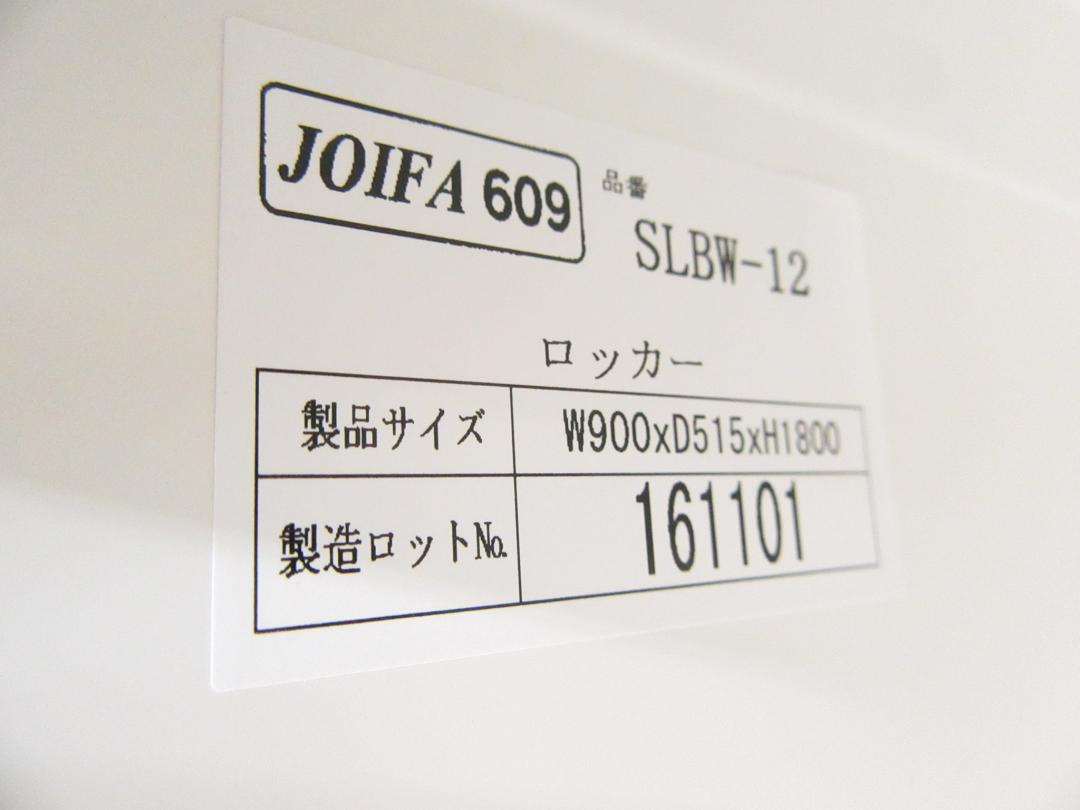 JOIFA 609
品番
SLBW-12
ロッカー
製品サイズ W900xD515xH1800
製造ロット№ 161101